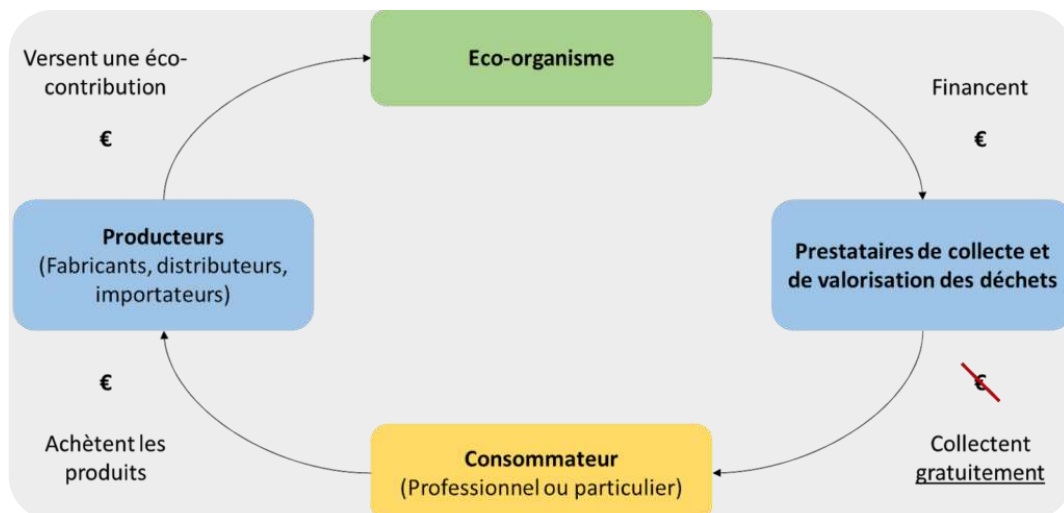 Versent une éco-
contribution
€
Eco-organisme
Financent
€
Producteurs
(Fabricants, distributeurs,
importateurs)
Prestataires de collecte et
de valorisation des déchets
€
Achètent les
produits
Consommateur
(Professionnel ou particulier)
€
Collectent
gratuitement